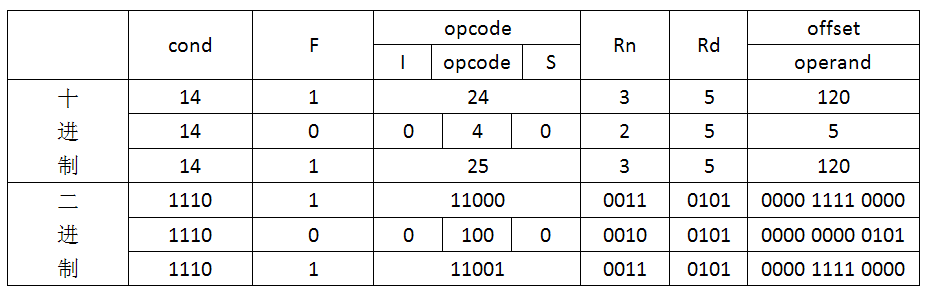 cond F opcode Rn Rd offset
I opcode S operand
十 14 1 24 3 5 120
进 14 0 0 4 0 2 5 5
制 14 1 25 3 5 120
二 1110 1 11000 0011 0101 0000 1111 0000
进 1110 0 0 100 0 0010 0101 0000 0000 0101
制 1110 1 11001 0011 0101 0000 1111 0000